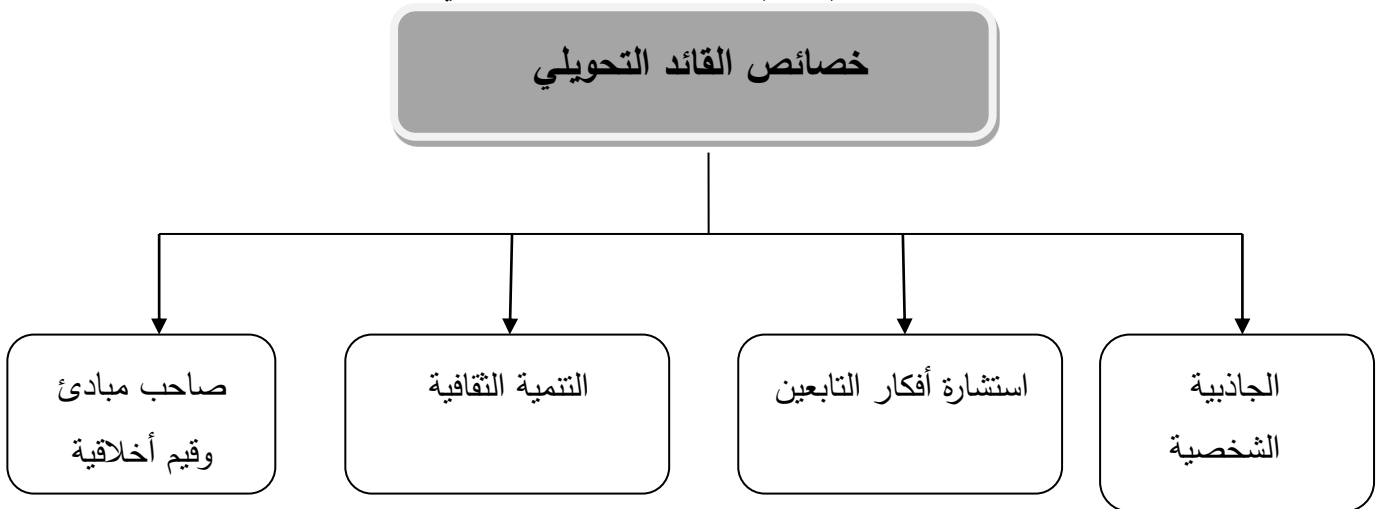 خصائص القائد التحويلي
الجاذبية
الشخصية
استشارة أفكار التابعين
التنمية الثقافية
صاحب مبادئ
وقيم أخلاقية